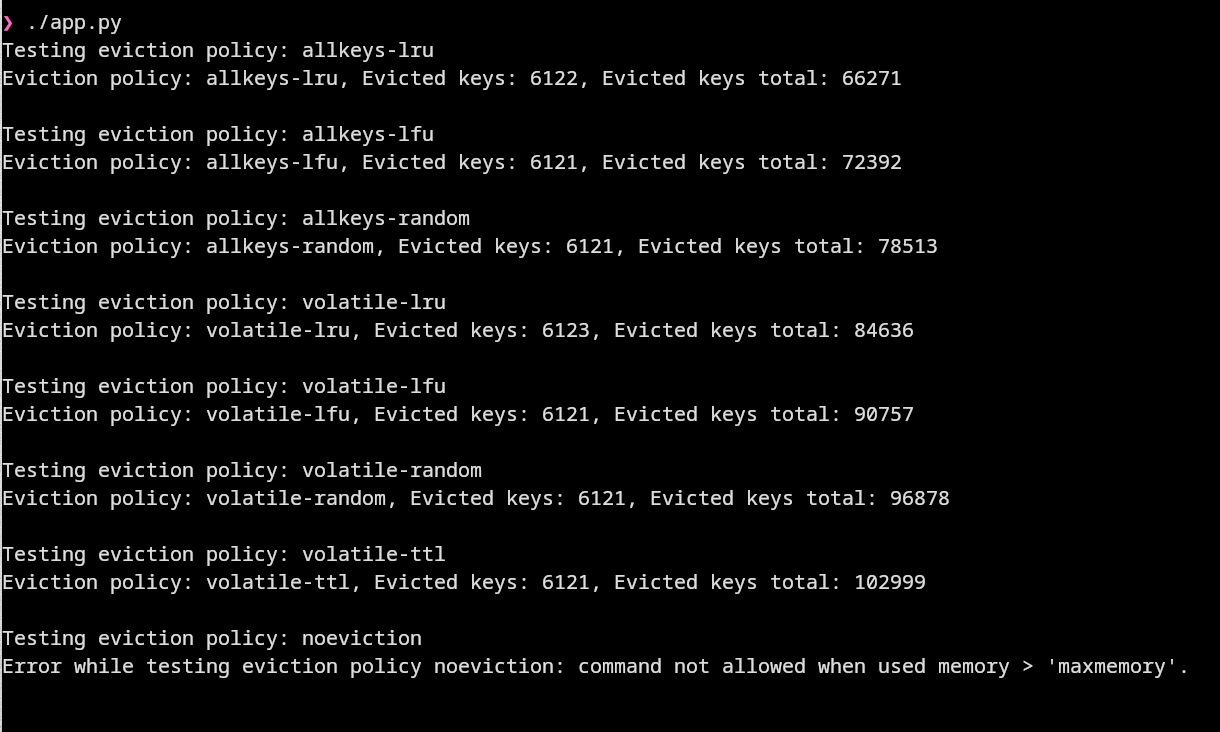 ❯ ./app.py
Testing eviction policy: allkeys-lru
Eviction policy: allkeys-lru, Evicted keys: 6122, Evicted keys total: 66271
Testing eviction policy: allkeys-lfu
Eviction policy: allkeys-lfu, Evicted keys: 6121, Evicted keys total: 72392
Testing eviction policy: allkeys-random
Eviction policy: allkeys-random, Evicted keys: 6121, Evicted keys total: 78513
Testing eviction policy: volatile-lru
Eviction policy: volatile-lru, Evicted keys: 6123, Evicted keys total: 84636
Testing eviction policy: volatile-lfu
Eviction policy: volatile-lfu, Evicted keys: 6121, Evicted keys total: 90757
Testing eviction policy: volatile-random
Eviction policy: volatile-random, Evicted keys: 6121, Evicted keys total: 96878
Testing eviction policy: volatile-ttl
Eviction policy: volatile-ttl, Evicted keys: 6121, Evicted keys total: 102999
Testing eviction policy: noeviction
Error while testing eviction policy noeviction: command not allowed when used memory > 'maxmemory'.